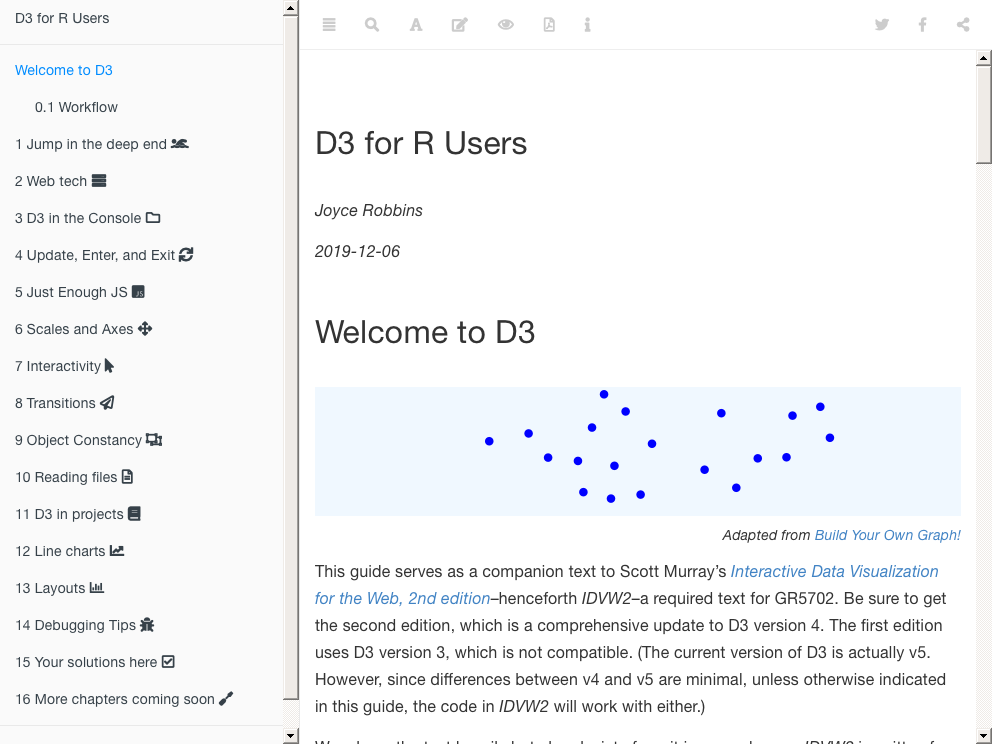 D3 for R Users
Welcome to D3
0.1 Workflow
1 Jump in the deep end
2 Web tech
3 D3 in the Console
4 Update, Enter, and Exit
5 Just Enough JS
6 Scales and Axes
7 Interactivity
8 Transitions
9 Object Constancy
10 Reading files
11 D3 in projects
12 Line charts
13 Layouts
14 Debugging Tips
15 Your solutions here
16 More chapters coming soon
D3 for R Users
Joyce Robbins
2019-12-06
Welcome to D3
Adapted from Build Your Own Graph!
This guide serves as a companion text to Scott Murray’s Interactive Data Visualization
for the Web, 2nd edition–henceforth IDVW2–a required text for GR5702. Be sure to get
the second edition, which is a comprehensive update to D3 version 4. The first edition
uses D3 version 3, which is not compatible. (The current version of D3 is actually v5.
However, since differences between v4 and v5 are minimal, unless otherwise indicated
in this guide, the code in IDVW2 will work with either.)